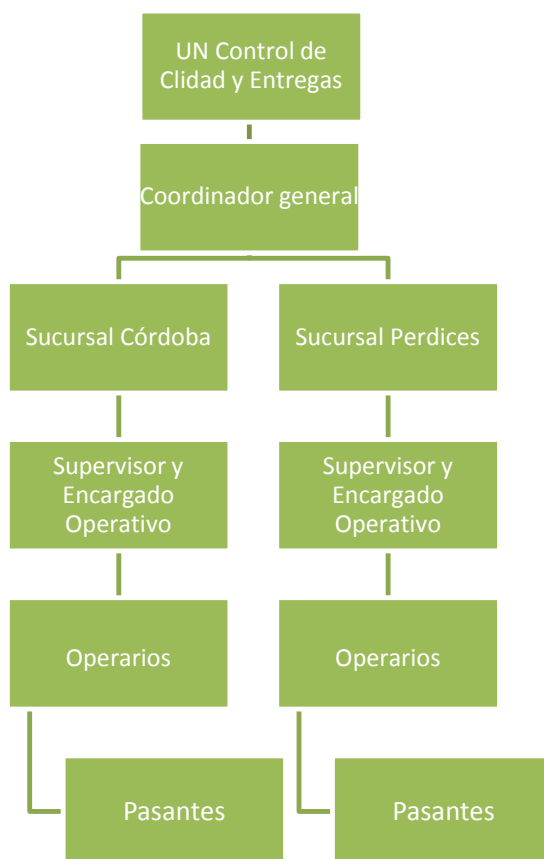 UN Control de
Clidad y Entregas
Coordinador general
Sucursal Córdoba
Sucursal Perdices
Supervisor y
Encargado
Operativo
Supervisor y
Encargado
Operativo
Operarios
Operarios
Pasantes
Pasantes